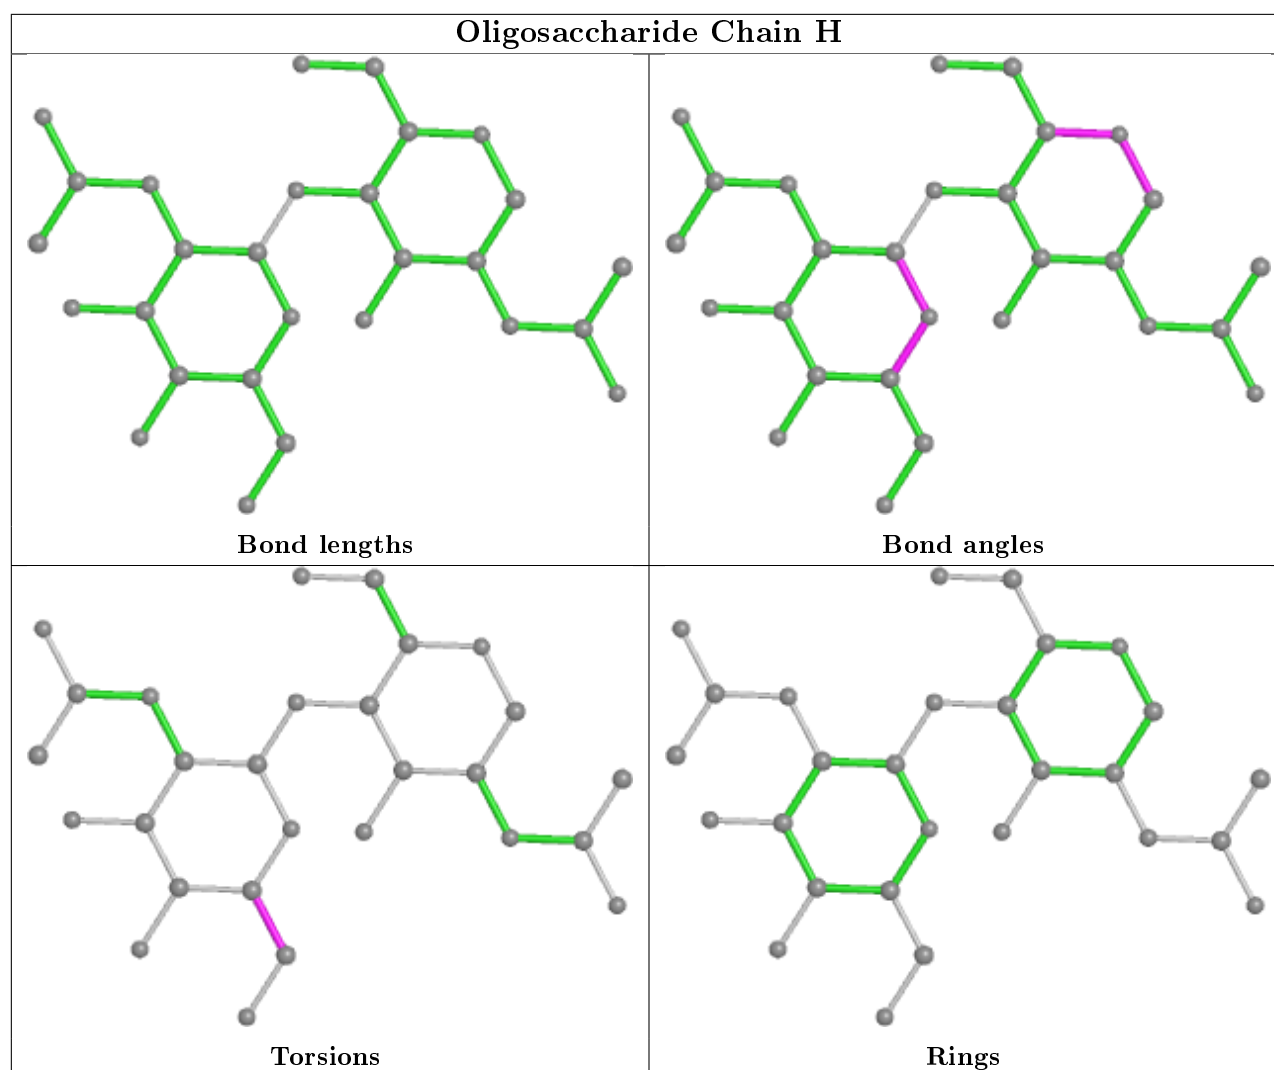 Oligosaccharide Chain H
Bond lengths
Bond angles
Torsions
Rings